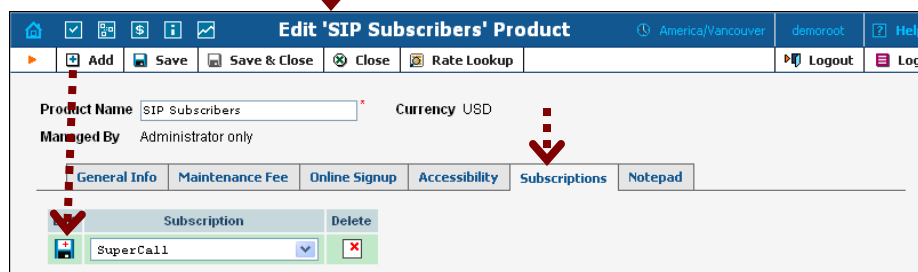 Edit 'SIP Subscribers' Product America/Vancouver demoroot ? Hel
Add Save Save & Close Close Rate Lookup Logout Log
Product Name SIP Subscribers * Currency USD
Managed By Administrator only
General Info Maintenance Fee Online Signup Accessibility Subscriptions Notepad
Subscription Delete
SuperCall